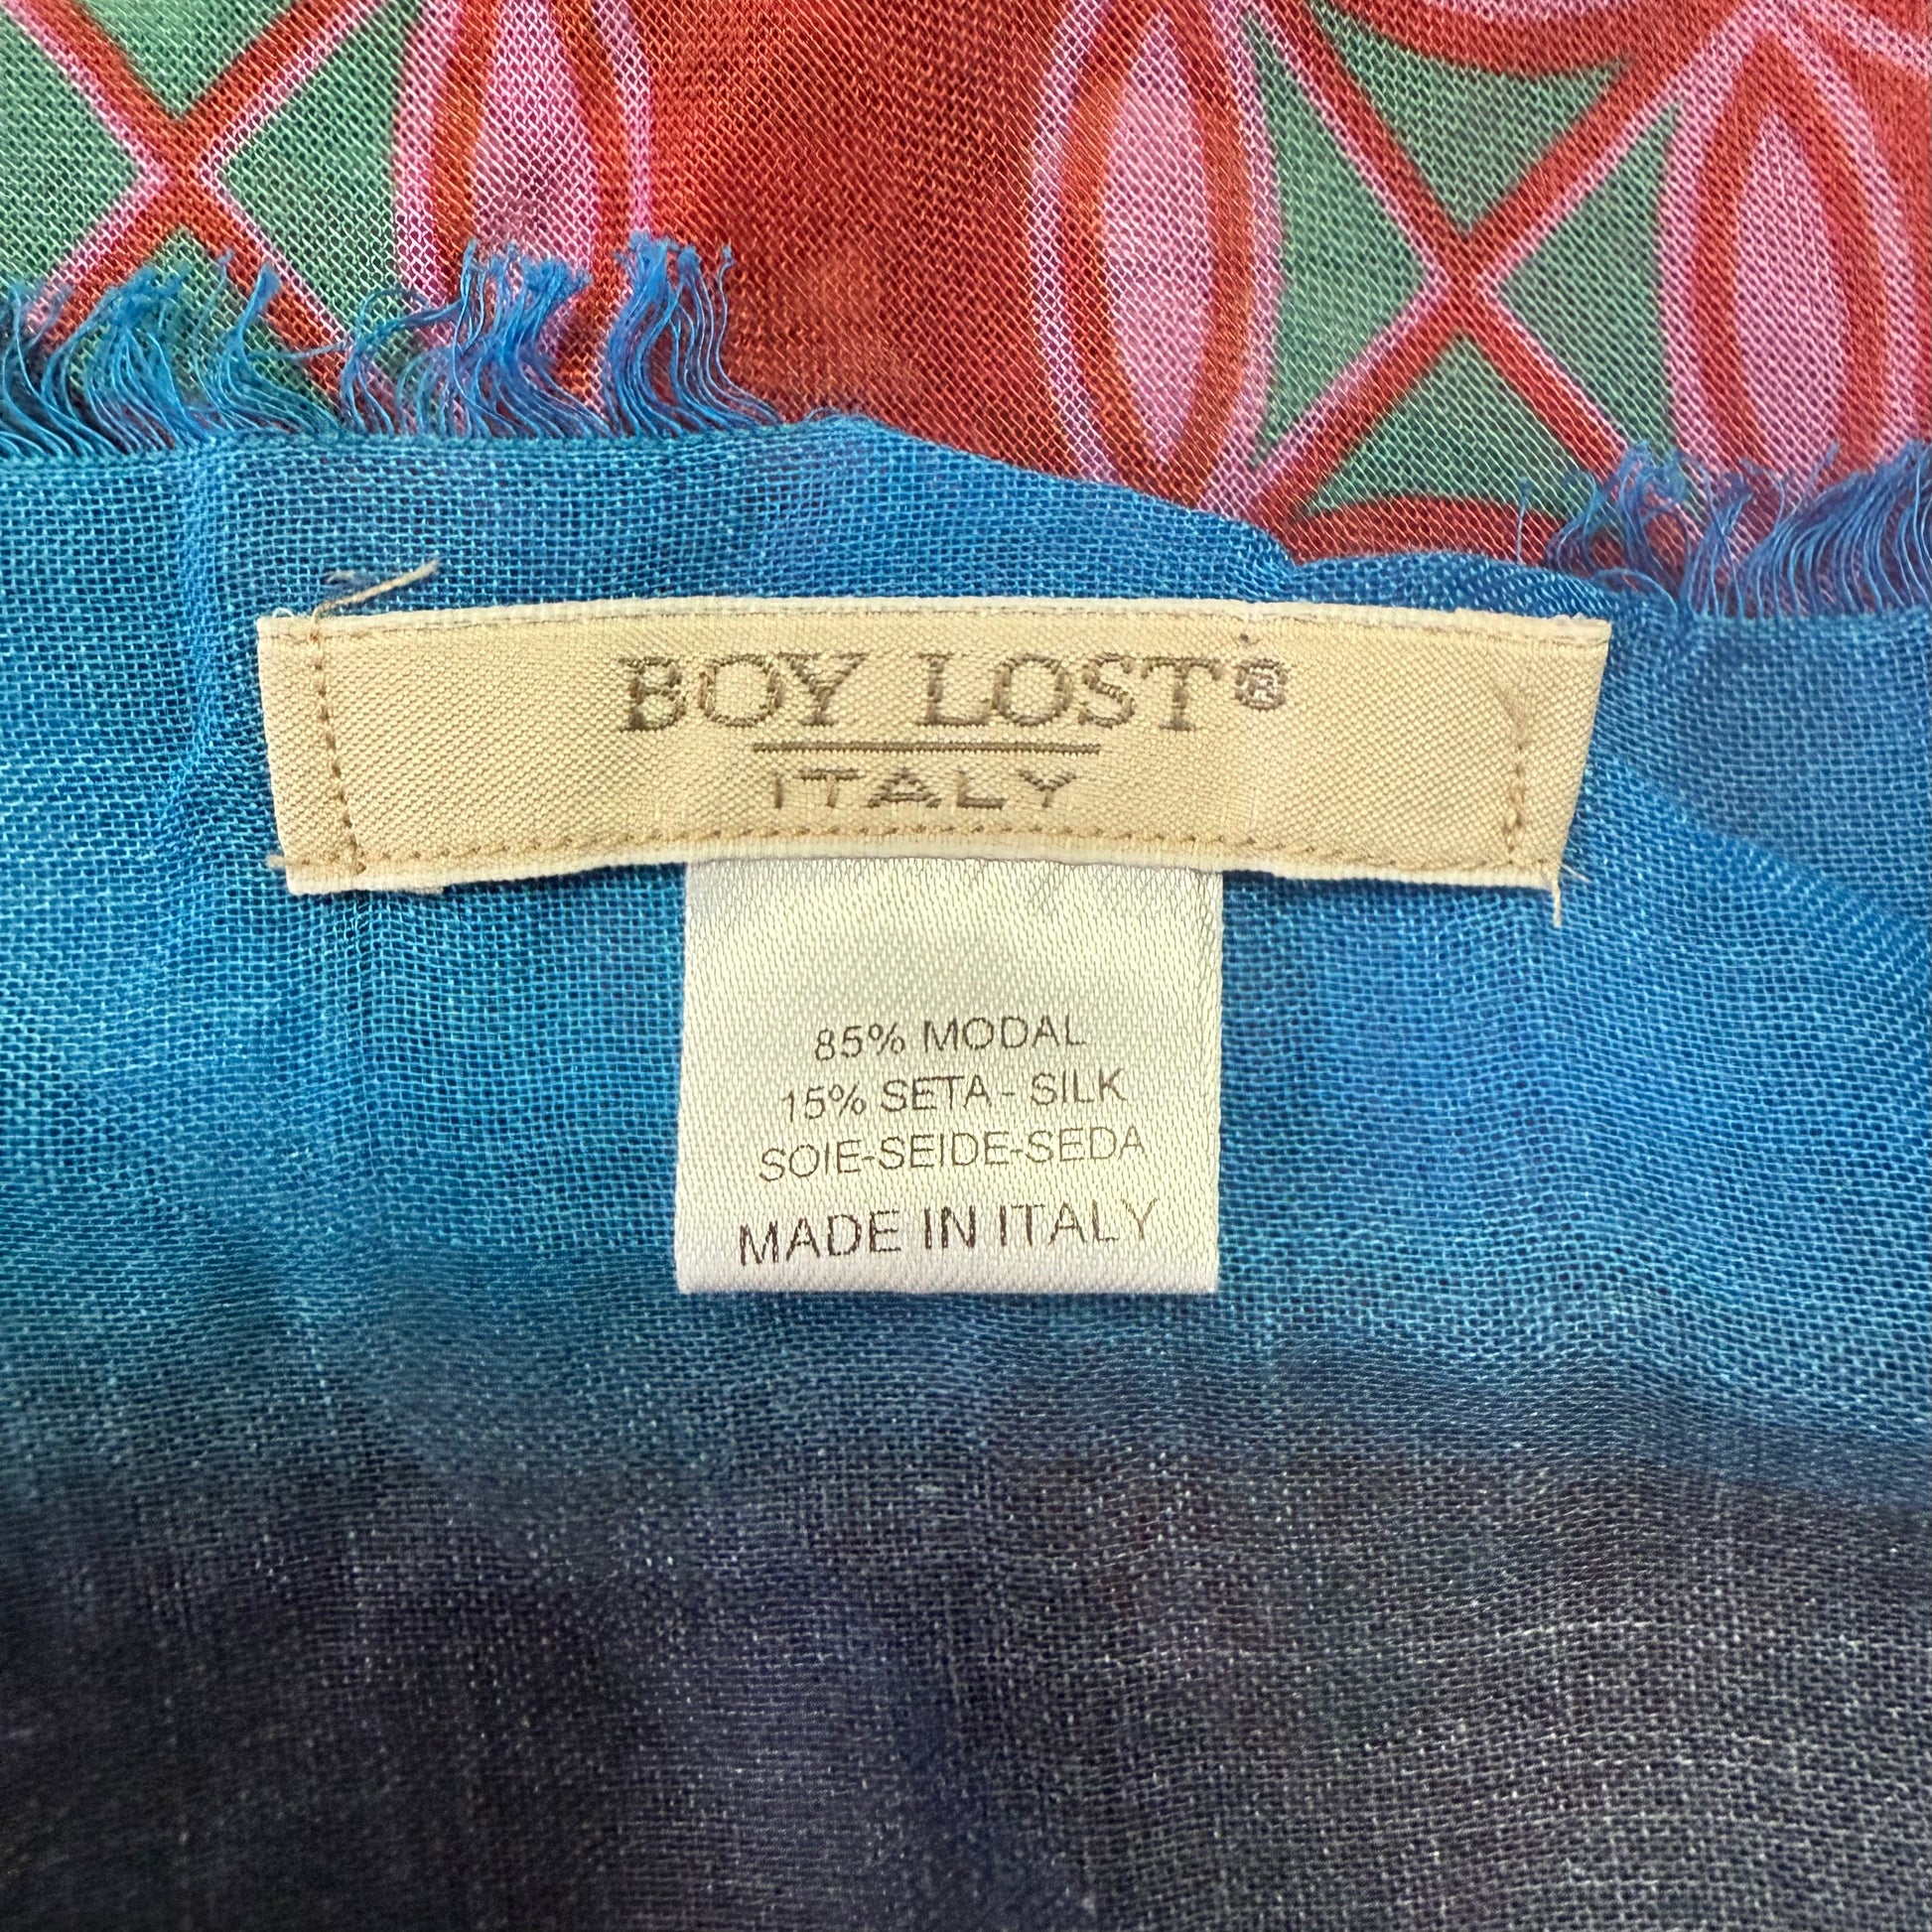 BOY LOST®
ITALY
85% MODAL
15% SETA - SILK
SOIE-SEIDE-SEDA
MADE IN ITALY